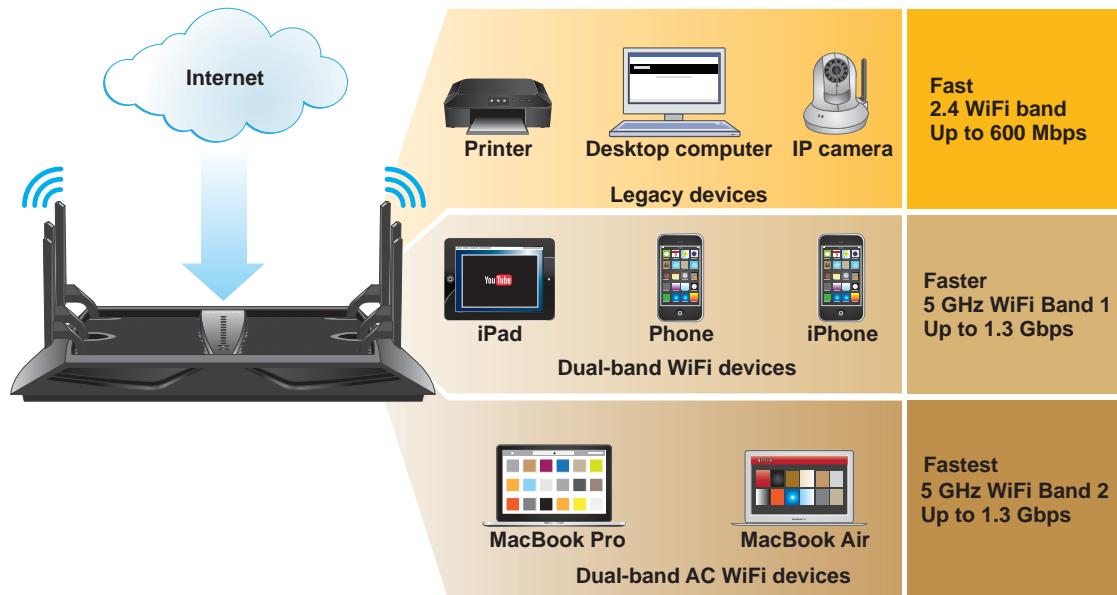 Internet
Printer
Desktop computer
IP camera
Legacy devices
Fast
2.4 WiFi band
Up to 600 Mbps
YouTube
iPad
Phone
iPhone
Dual-band WiFi devices
Faster
5 GHz WiFi Band 1
Up to 1.3 Gbps
MacBook Pro
MacBook Air
Dual-band AC WiFi devices
Fastest
5 GHz WiFi Band 2
Up to 1.3 Gbps